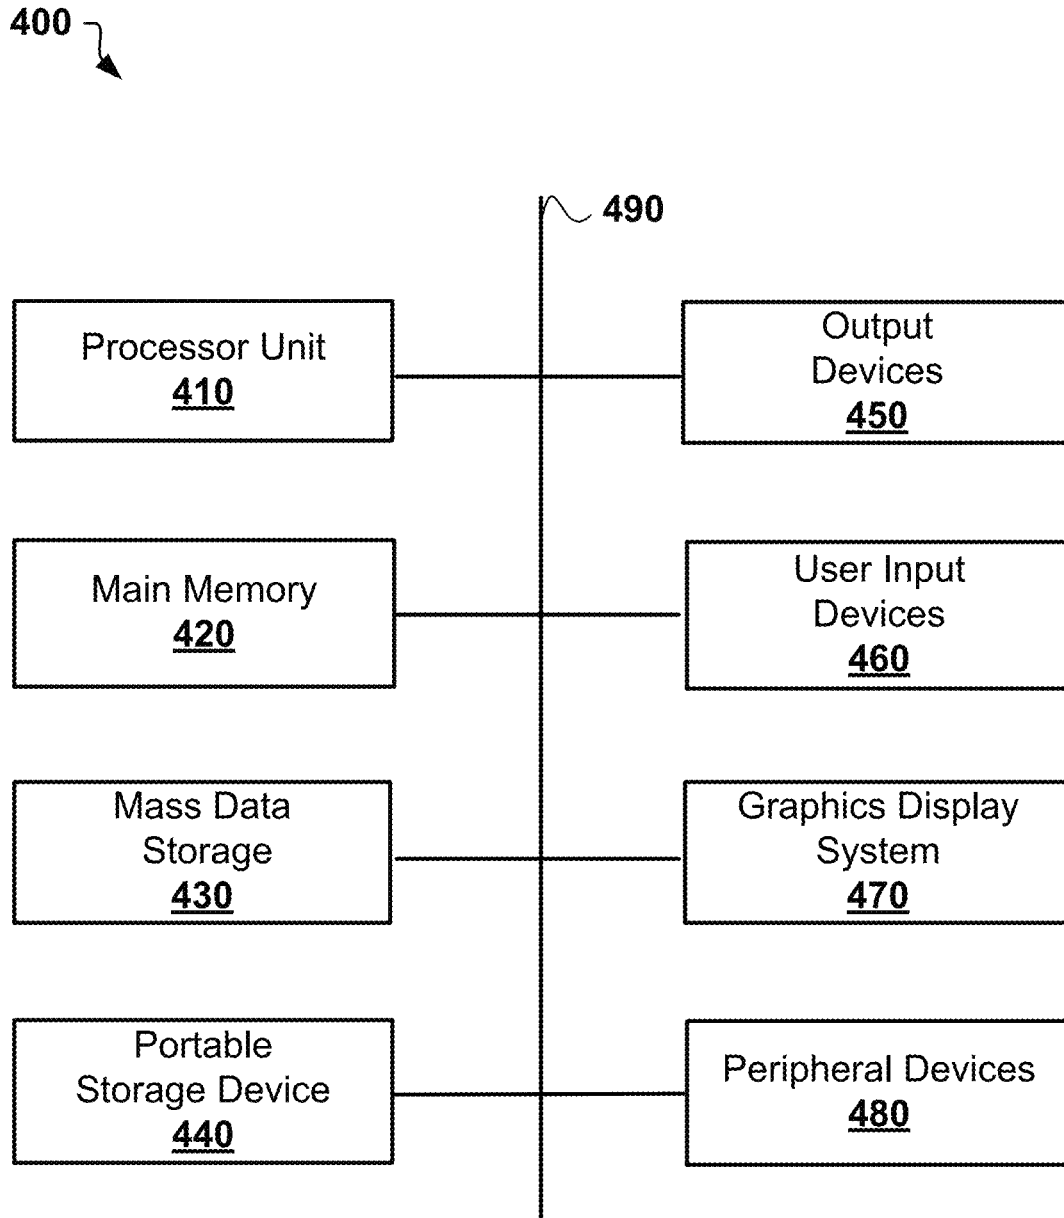 400
490
Processor Unit
410
Output
Devices
450
Main Memory
420
User Input
Devices
460
Mass Data
Storage
430
Graphics Display
System
470
Portable
Storage Device
440
Peripheral Devices
480